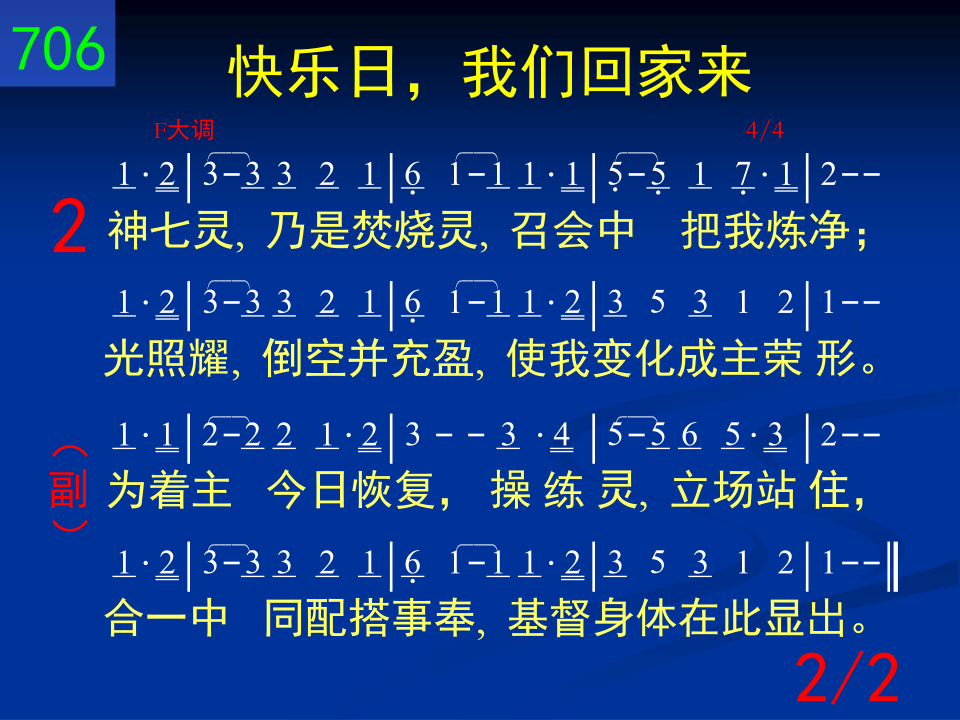 706
快乐日，我们回家来
F大调 4/4
1·2|3-3 3 2 1|6 1-1 1·1|5-5 1 7·1|2--
2 神七灵, 乃是焚烧灵, 召会中 把我炼净；
1·2|3-3 3 2 1|6 1-1 1·2|3 5 3 1 2|1--
光照耀, 倒空并充盈, 使我变化成主荣 形。
1·1|2-2 2 1·2|3 - - 3 ·4|5-5 6 5·3|2--
（副） 为着主 今日恢复， 操 练 灵, 立场站 住，
1·2|3-3 3 2 1|6 1-1 1·2|3 5 3 1 2|1--‖
合一中 同配搭事奉, 基督身体在此显出。
2/2